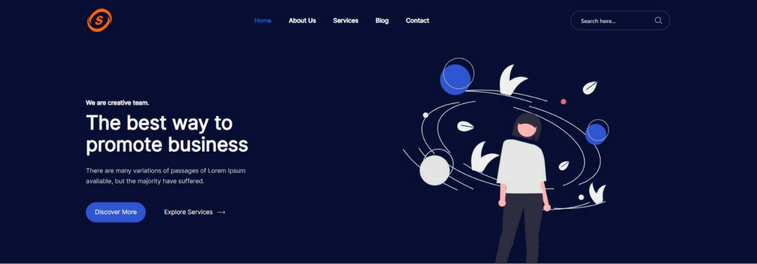 S
Home About Us Services Blog Contact
Search here...
We are creative team.
The best way to
promote business
There are many variations of passages of Lorem Ipsum
available, but the majority have suffered.
Discover More Explore Services →